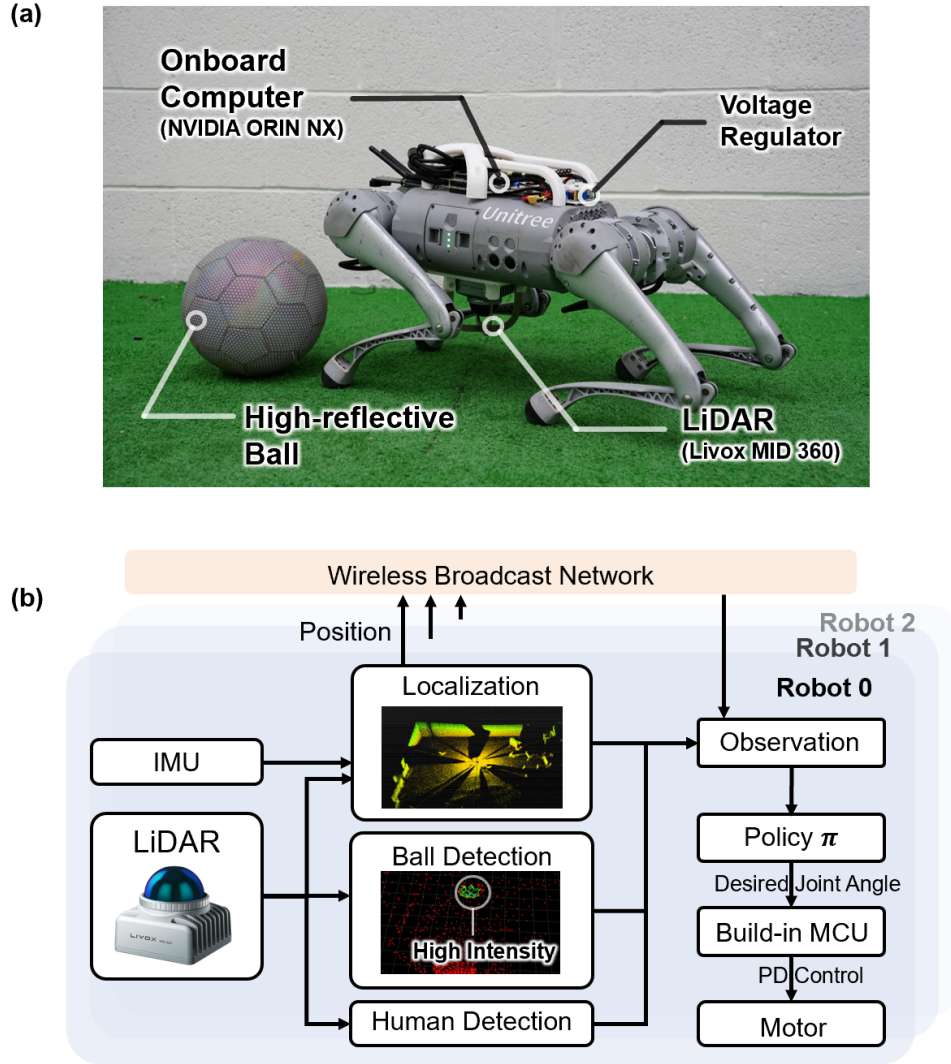 (a)
Onboard
Computer
(NVIDIA ORIN NX)
Voltage
Regulator
Unitree
High-reflective
Ball
LiDAR
(Livox MID 360)
(b)
Wireless Broadcast Network
Position
Robot 2
Robot 1
Robot 0
Localization
IMU
Observation
LiDAR
LIVOX
Ball Detection
High Intensity
Policy π
Desired Joint Angle
Build-in MCU
PD Control
Human Detection
Motor